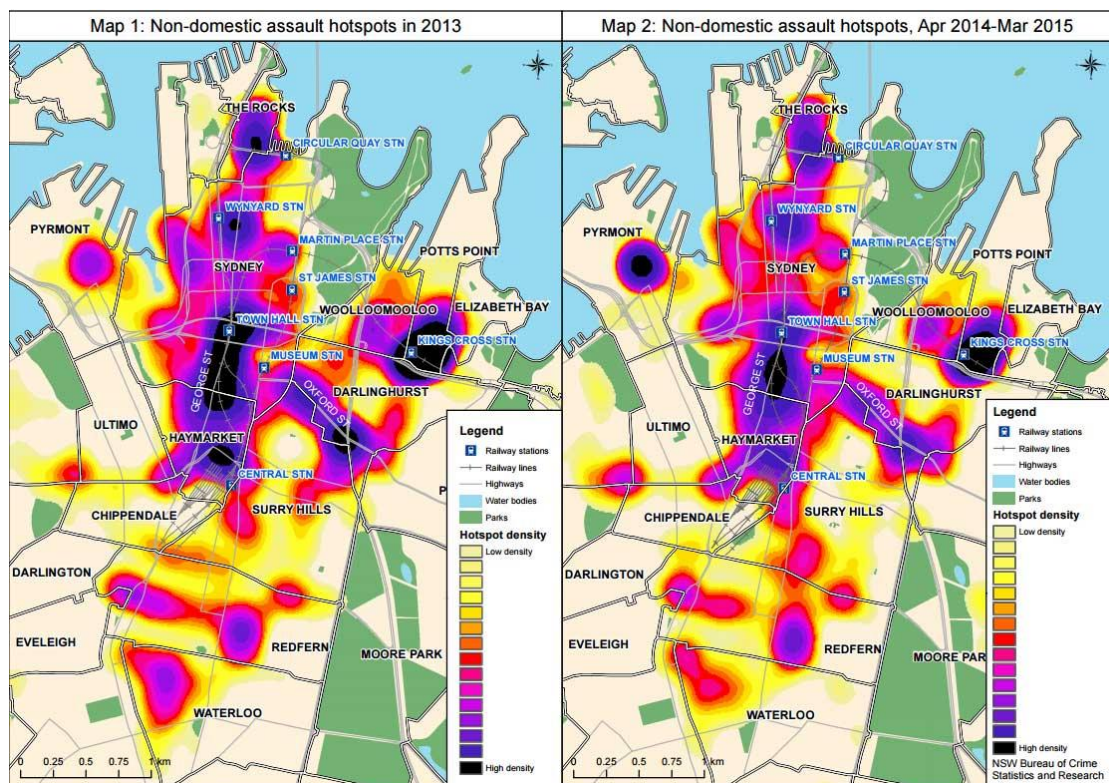 Map 1: Non-domestic assault hotspots in 2013
THE ROCKS
CIRCULAR QUAY STN
WYNYARD STN
PYRMONT
MARTIN PLACE STN
POTTS POINT
SYDNEY
ST JAMES STN
ELIZABETH BAY
WOOLLOOMOOLOO
TOWN HALL STN
KINGS CROSS STN
MUSEUM STN
GEORGE ST
DARLINGHURST
OXFORD ST
ULTIMO
HAYMARKET
CENTRAL STN
SURRY HILLS
CHIPPENDALE
DARLINGTON
EVELEIGH
REDFERN
MOORE PARK
WATERLOO
P
Legend
Railway stations
Railway lines
Highways
Water bodies
Parks
Hotspot density
Low density
High density
0 0.25 0.5 1 km
Map 2: Non-domestic assault hotspots, Apr 2014-Mar 2015
THE ROCKS
CIRCULAR QUAY STN
WYNYARD STN
PYRMONT
MARTIN PLACE STN
POTTS POINT
SYDNEY
ST JAMES STN
ELIZABETH BAY
WOOLLOOMOOLOO
TOWN HALL STN
KINGS CROSS STN
MUSEUM STN
GEORGE ST
DARLINGHURST
OXFORD ST
ULTIMO
HAYMARKET
CENTRAL STN
SURRY HILLS
CHIPPENDALE
DARLINGTON
EVELEIGH
REDFERN
MOORE PAR
WATERLOO
Legend
Railway stations
Railway lines
Highways
Water bodies
Parks
Hotspot density
Low density
High density
NSW Bureau of Crime
Statistics and Research
0 0.25 0.5 1 km